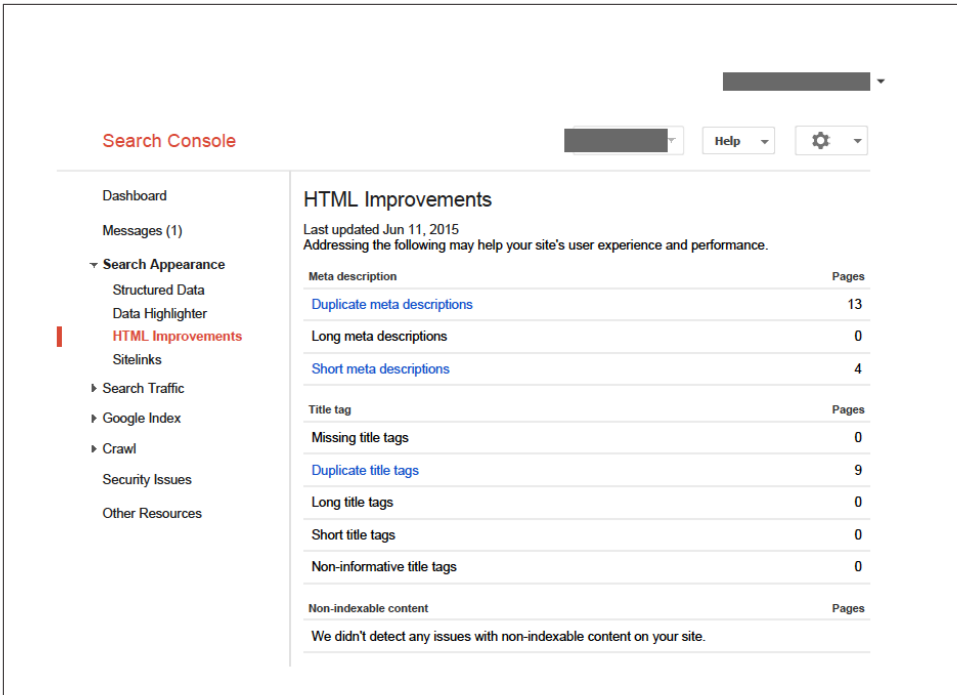 Search Console
Help
Dashboard
Messages (1)
Search Appearance
Structured Data
Data Highlighter
HTML Improvements
Sitelinks
Search Traffic
Google Index
Crawl
Security Issues
Other Resources
HTML Improvements
Last updated Jun 11, 2015
Addressing the following may help your site's user experience and performance.
Meta description Pages
Duplicate meta descriptions 13
Long meta descriptions 0
Short meta descriptions 4
Title tag Pages
Missing title tags 0
Duplicate title tags 9
Long title tags 0
Short title tags 0
Non-informative title tags 0
Non-indexable content Pages
We didn't detect any issues with non-indexable content on your site.